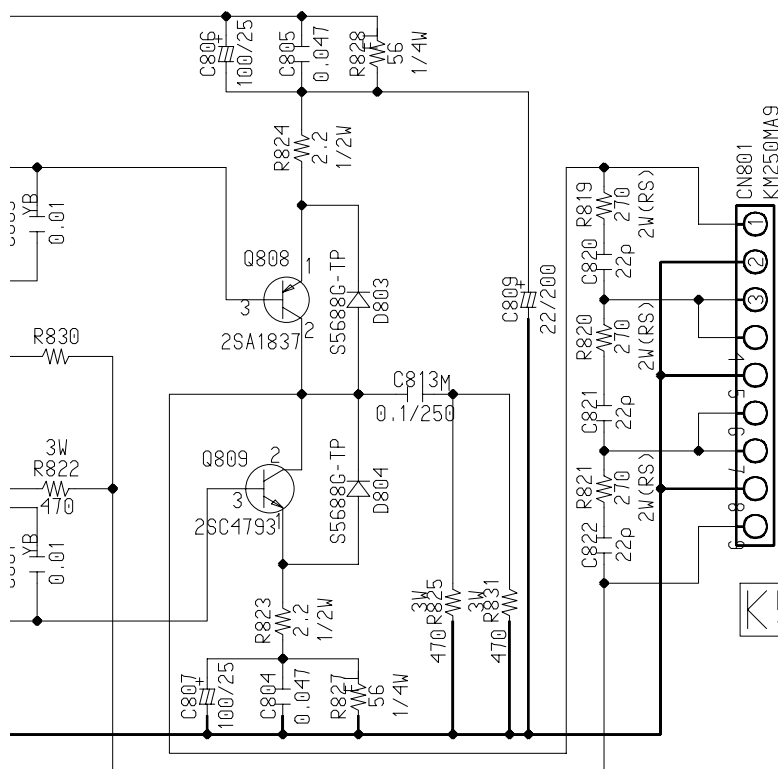 C806
+
100/25
C805
0.047
R828
56
1/4W
R824
2.2
1/2W
CN801
KM250MA9
YB
0.01
Q808
1
3
2
2SA1837
S5688G-TP
D803
C809
+
22/200
R819
270
2W(RS)
C820
22p
R820
270
2W(RS)
C821
22p
R821
270
2W(RS)
C822
22p
1
2
3
4
5
6
7
8
9
R830
C813M
0.1/250
3W
R822
470
Q809
2
3
1
2SC4793
S5688G-TP
D804
YB
0.01
R823
2.2
1/2W
3W
R825
470
3W
R831
470
C807
+
100/25
C804
0.047
R827
56
1/4W